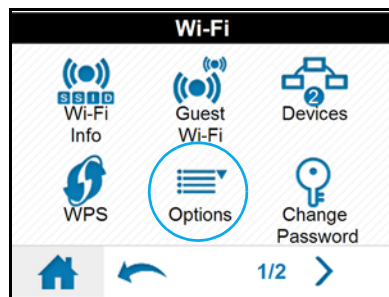 Wi-Fi
SSID
Wi-Fi
Info
Guest
Wi-Fi
2
Devices
WPS
Options
Change
Password
1/2